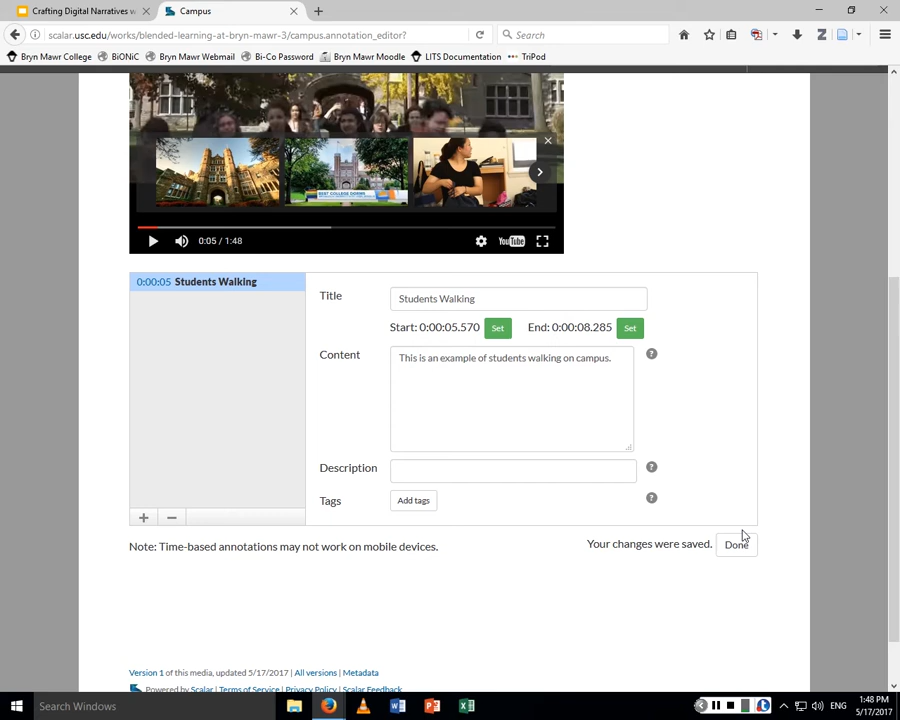 Crafting Digital Narratives w
Campus
scalar.usc.edu/works/blended-learning-at-bryn-mawr-3/campus.annotation_editor?
Search
Bryn Mawr College BiONiC Bryn Mawr Webmail Bi-Co Password Bryn Mawr Moodle LITS Documentation TriPod
0:05 / 1:48
YouTube
0:00:05 Students Walking
Title
Students Walking
Start: 0:00:05.570 Set End: 0:00:08.285 Set
Content
This is an example of students walking on campus.
Description
Tags
Add tags
Note: Time-based annotations may not work on mobile devices.
Your changes were saved. Done
Version 1 of this media, updated 5/17/2017 | All versions | Metadata
Powered by Scalar | Terms of Service | Privacy Policy | Scalar Feedback
Search Windows
ENG
1:48 PM
5/17/2017